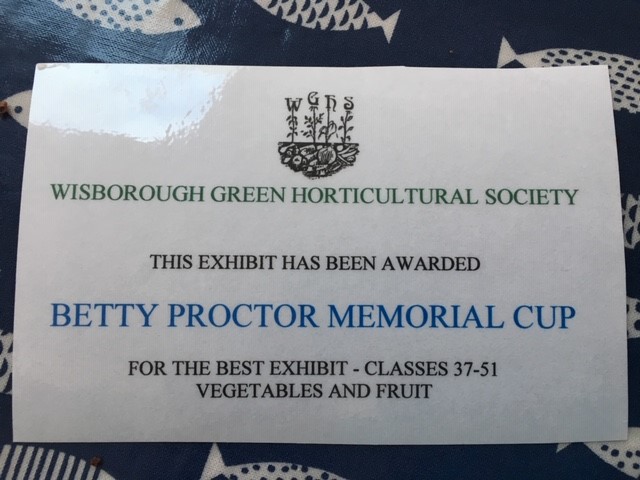 WGHS
WISBOROUGH GREEN HORTICULTURAL SOCIETY
THIS EXHIBIT HAS BEEN AWARDED
BETTY PROCTOR MEMORIAL CUP
FOR THE BEST EXHIBIT - CLASSES 37-51
VEGETABLES AND FRUIT